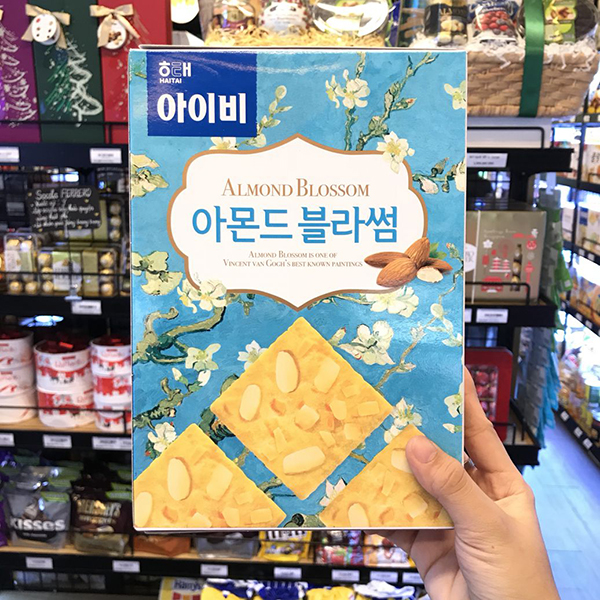 해태
HAITAI
아이비
ALMOND BLOSSOM
아몬드 블라썸
ALMOND BLOSSOM IS ONE OF
VINCENT VAN GOGH'S BEST KNOWN PAINTINGS
FERRERO
KISSES
HERSHEY'S